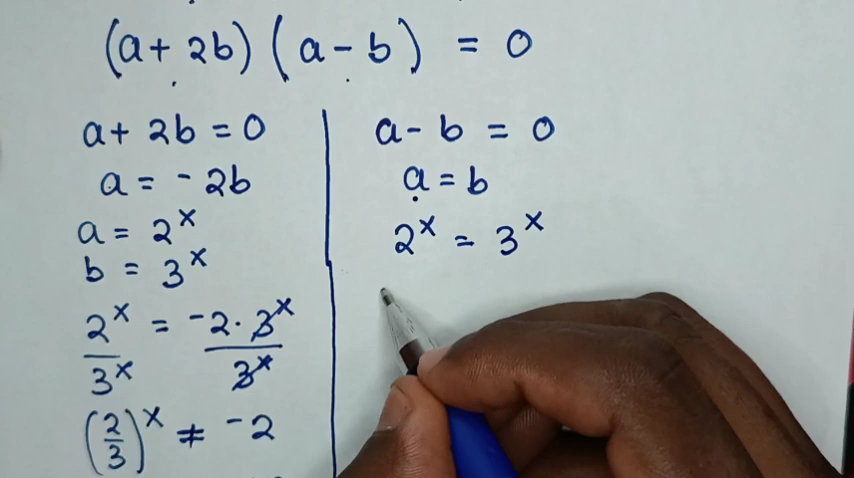 (a + 2b) (a - b) = 0
a + 2b = 0
a = - 2b
a = 2^x
b = 3^x
2^x/3^x = -2 · 3^x/3^x
(2/3)^x ≠ -2
a - b = 0
a = b
2^x = 3^x